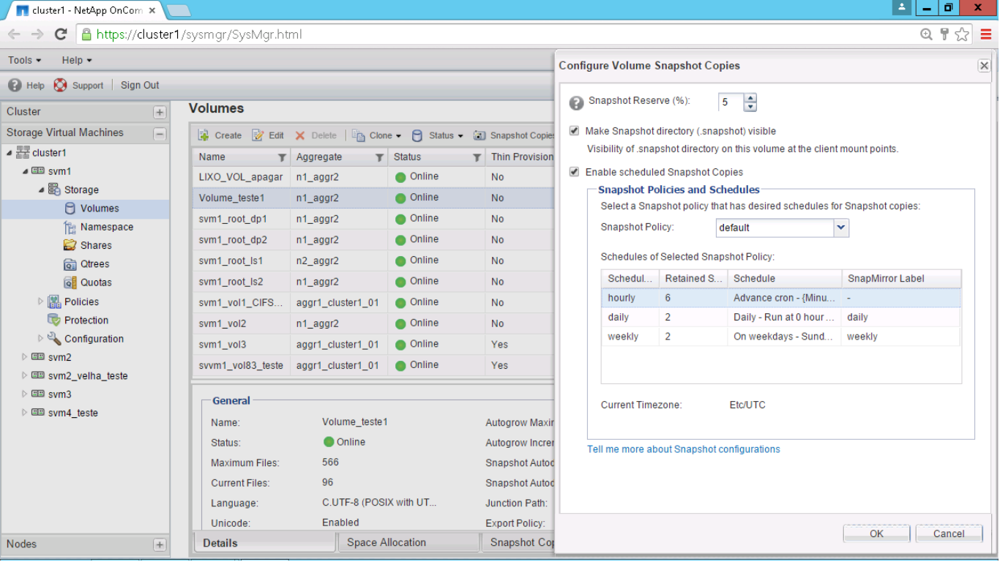 cluster1 - NetApp OnCom
https://cluster1/sysmgr/SysMgr.html
Tools Help
Help Support Sign Out
Cluster
Storage Virtual Machines
cluster1
svm1
Storage
Volumes
Namespace
Shares
Qtrees
Quotas
Policies
Protection
Configuration
svm2
svm2_velha_teste
svm3
svm4_teste
Nodes
Volumes
Create Edit Delete Clone Status Snapshot Copies
Name Aggregate Status Thin Provision
LIXO_VOL_apagar n1_aggr2 Online No
Volume_teste1 n1_aggr2 Online No
svm1_root_dp1 n1_aggr2 Online No
svm1_root_dp2 n1_aggr2 Online No
svm1_root_ls1 n2_aggr2 Online No
svm1_root_ls2 n2_aggr2 Online No
svm1_vol1_CIFS... aggr1_cluster1_01 Online No
svm1_vol2 n1_aggr2 Online No
svm1_vol3 aggr1_cluster1_01 Online Yes
svvm1_vol83_teste aggr1_cluster1_01 Online Yes
General
Name: Volume_teste1 Autogrow Maxir
Status: Online Autogrow Increr
Maximum Files: 566 Snapshot Autod
Current Files: 96 Snapshot Autod
Language: C.UTF-8 (POSIX with UT... Junction Path:
Unicode: Enabled Export Policy:
Details Space Allocation Snapshot Cop
Configure Volume Snapshot Copies
Snapshot Reserve (%): 5
Make Snapshot directory (.snapshot) visible
Visibility of .snapshot directory on this volume at the client mount points.
Enable scheduled Snapshot Copies
Snapshot Policies and Schedules
Select a Snapshot policy that has desired schedules for Snapshot copies:
Snapshot Policy: default
Schedules of Selected Snapshot Policy:
Schedul... Retained S... Schedule SnapMirror Label
hourly 6 Advance cron - {Minu... -
daily 2 Daily - Run at 0 hour ... daily
weekly 2 On weekdays - Sund... weekly
Current Timezone: Etc/UTC
Tell me more about Snapshot configurations
OK Cancel